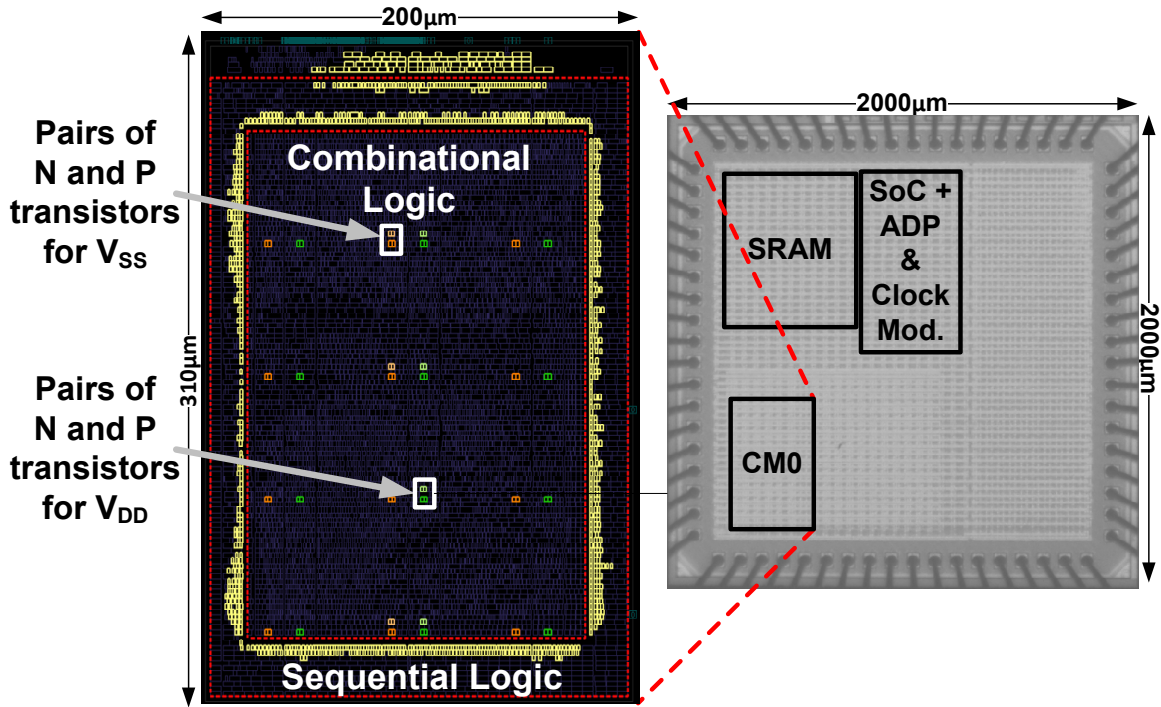 200µm
310µm
Pairs of
N and P
transistors
for VSS
Pairs of
N and P
transistors
for VDD
Combinational
Logic
Sequential Logic
2000µm
2000µm
SRAM
SoC +
ADP
&
Clock
Mod.
CM0